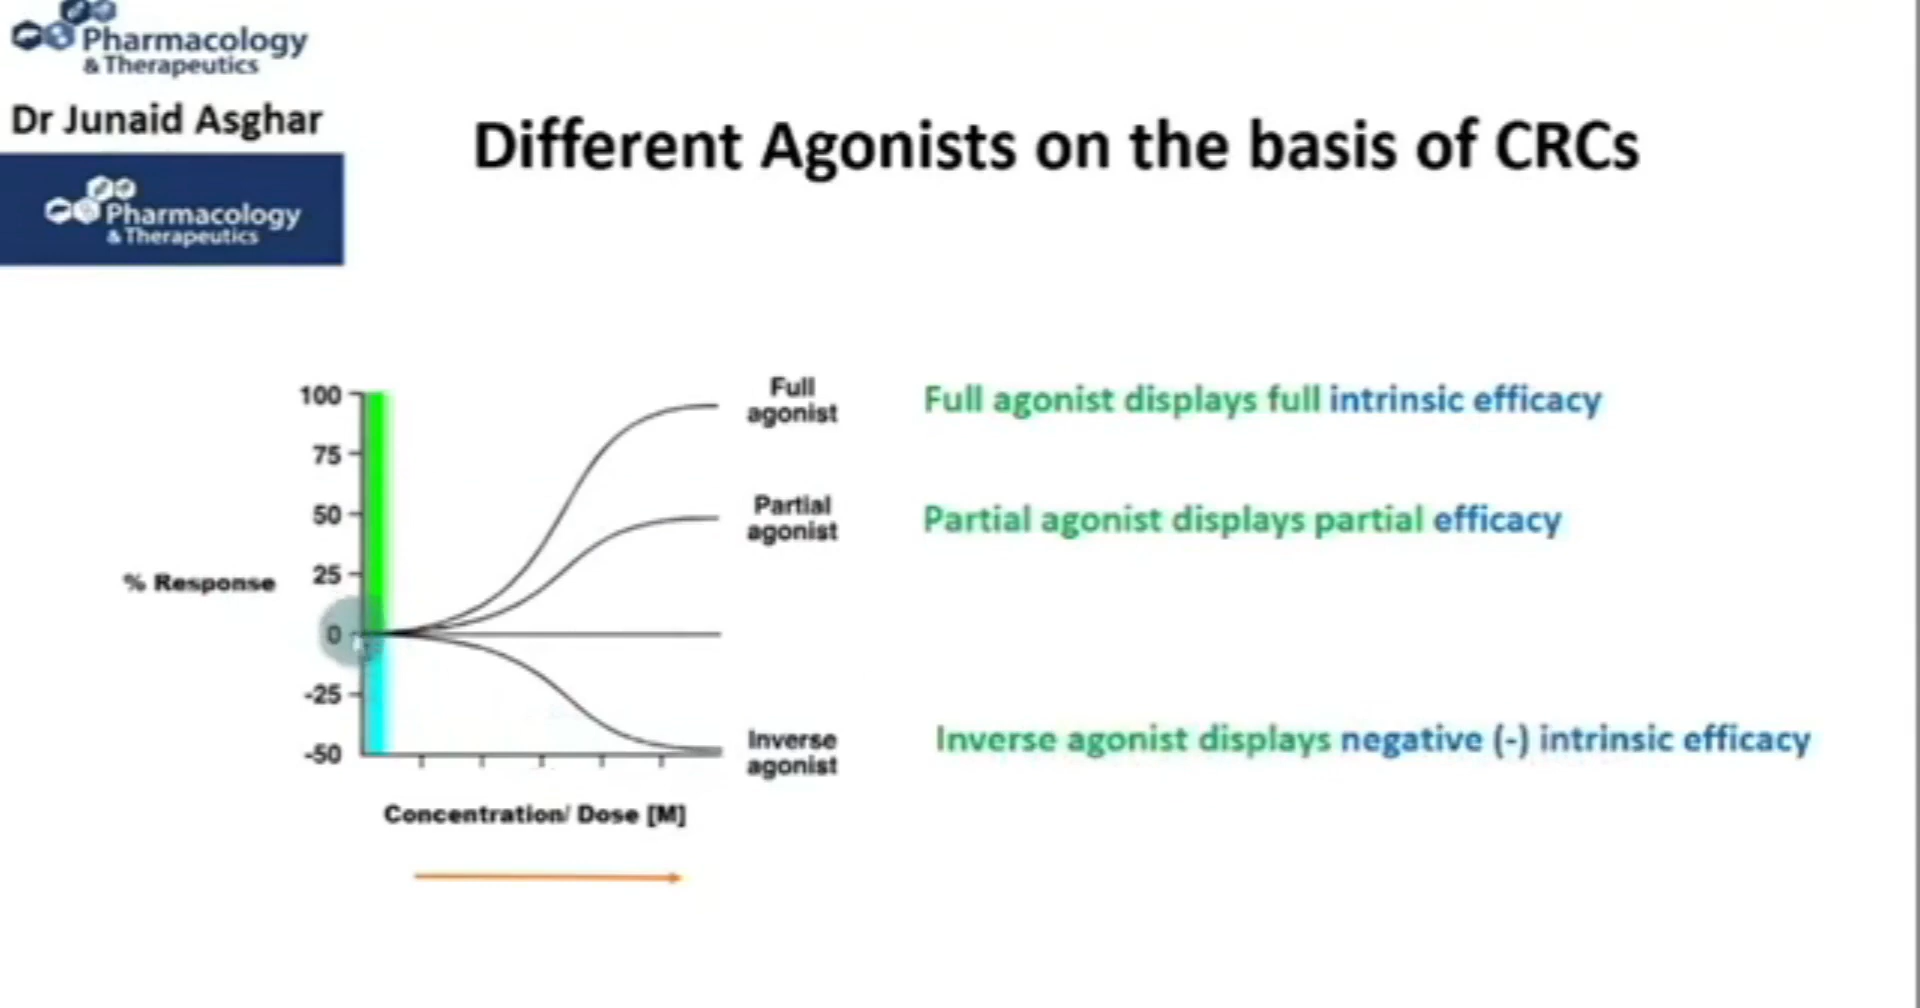 Pharmacology
& Therapeutics
Dr Junaid Asghar
Pharmacology
& Therapeutics
Different Agonists on the basis of CRCs
100
75
50
25
0
-25
-50
% Response
Full
agonist
Full agonist displays full intrinsic efficacy
Partial
agonist
Partial agonist displays partial efficacy
Inverse
agonist
Inverse agonist displays negative (-) intrinsic efficacy
Concentration/ Dose [M]